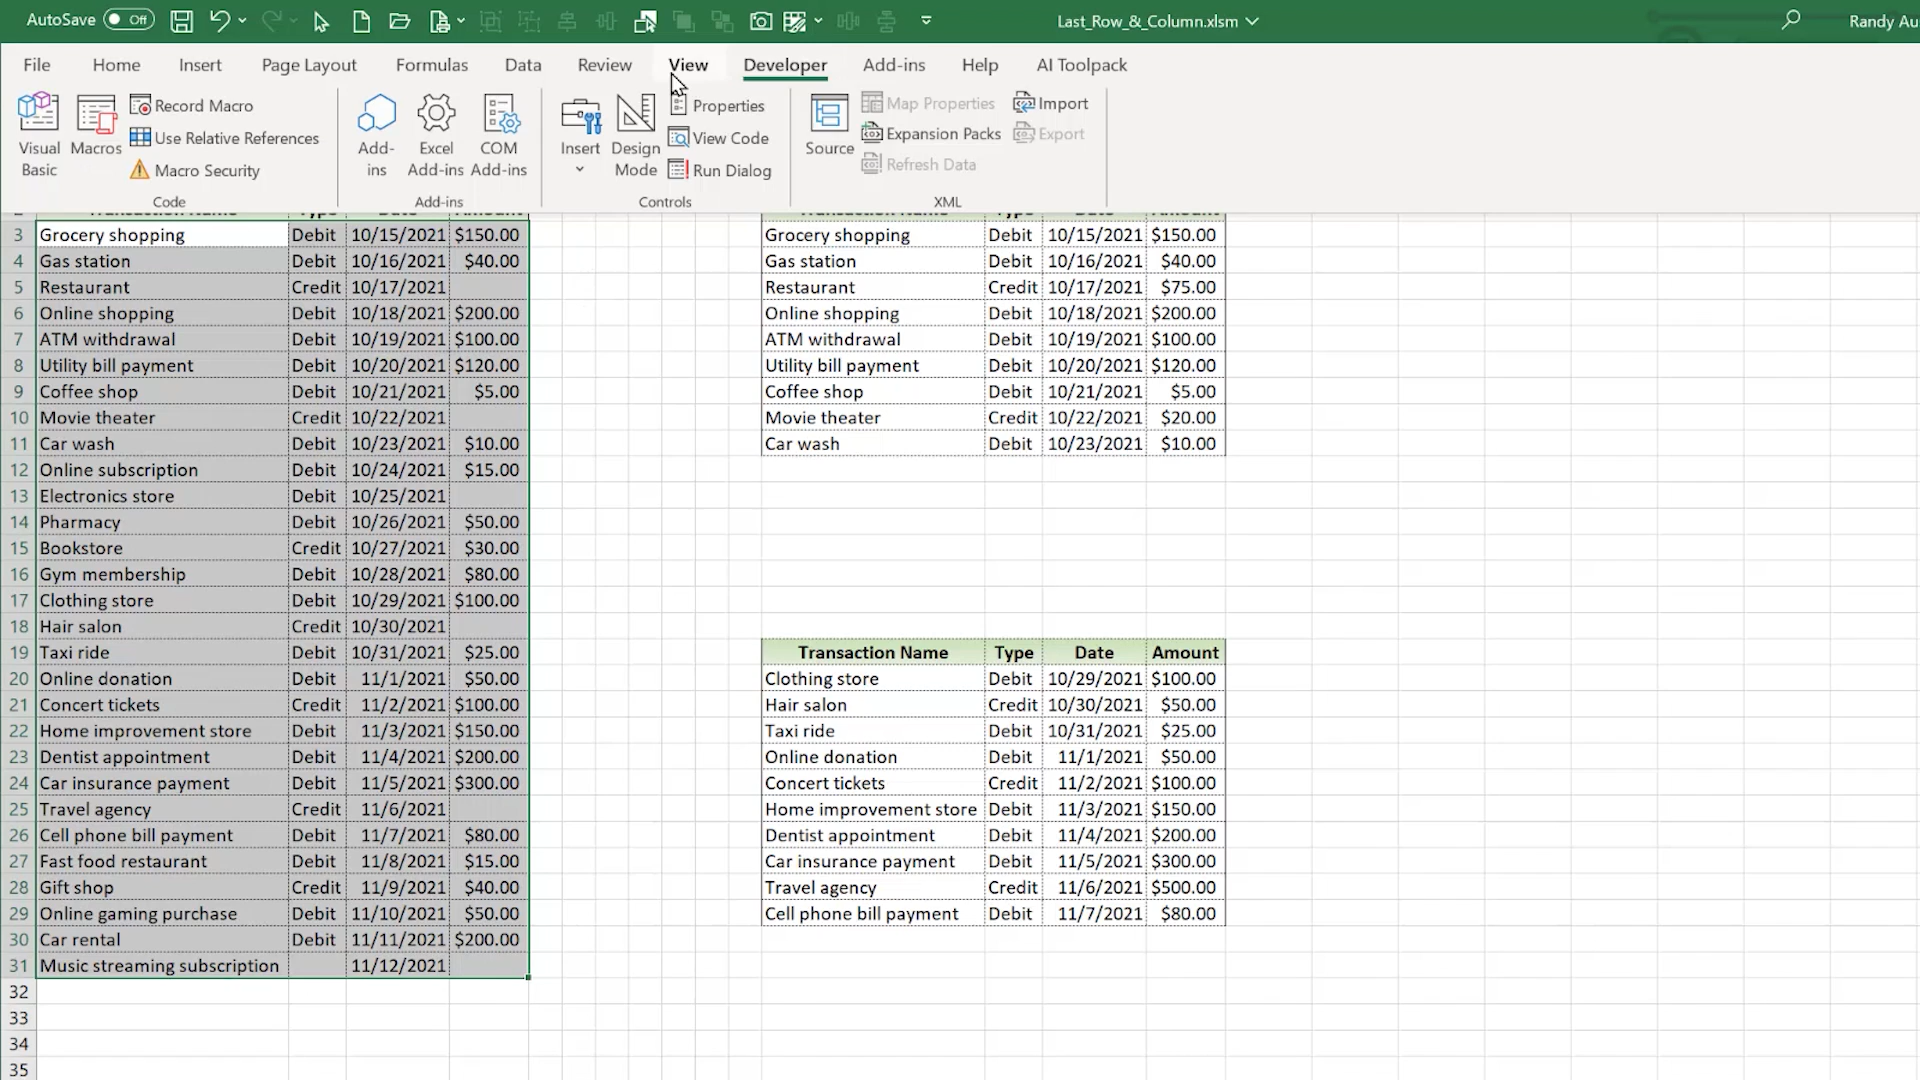 AutoSave Off Last_Row_& Column.xlsm Randy Au
File Home Insert Page Layout Formulas Data Review View Developer Add-ins Help AI Toolpack
Visual Basic
Macros
Record Macro
Use Relative References
Macro Security
Code
Add-ins
Excel Add-ins
COM Add-ins
Add-ins
Insert
Design Mode
Properties
View Code
Run Dialog
Controls
Source
Map Properties
Expansion Packs
Refresh Data
Import
Export
XML
3 Grocery shopping Debit 10/15/2021 $150.00 Grocery shopping Debit 10/15/2021 $150.00
4 Gas station Debit 10/16/2021 $40.00 Gas station Debit 10/16/2021 $40.00
5 Restaurant Credit 10/17/2021 Restaurant Credit 10/17/2021 $75.00
6 Online shopping Debit 10/18/2021 $200.00 Online shopping Debit 10/18/2021 $200.00
7 ATM withdrawal Debit 10/19/2021 $100.00 ATM withdrawal Debit 10/19/2021 $100.00
8 Utility bill payment Debit 10/20/2021 $120.00 Utility bill payment Debit 10/20/2021 $120.00
9 Coffee shop Debit 10/21/2021 $5.00 Coffee shop Debit 10/21/2021 $5.00
10 Movie theater Credit 10/22/2021 Movie theater Credit 10/22/2021 $20.00
11 Car wash Debit 10/23/2021 $10.00 Car wash Debit 10/23/2021 $10.00
12 Online subscription Debit 10/24/2021 $15.00
13 Electronics store Debit 10/25/2021
14 Pharmacy Debit 10/26/2021 $50.00
15 Bookstore Credit 10/27/2021 $30.00
16 Gym membership Debit 10/28/2021 $80.00
17 Clothing store Debit 10/29/2021 $100.00
18 Hair salon Credit 10/30/2021
19 Taxi ride Debit 10/31/2021 $25.00 Transaction Name Type Date Amount
20 Online donation Debit 11/1/2021 $50.00 Clothing store Debit 10/29/2021 $100.00
21 Concert tickets Credit 11/2/2021 $100.00 Hair salon Credit 10/30/2021 $50.00
22 Home improvement store Debit 11/3/2021 $150.00 Taxi ride Debit 10/31/2021 $25.00
23 Dentist appointment Debit 11/4/2021 $200.00 Online donation Debit 11/1/2021 $50.00
24 Car insurance payment Debit 11/5/2021 $300.00 Concert tickets Credit 11/2/2021 $100.00
25 Travel agency Credit 11/6/2021 Home improvement store Debit 11/3/2021 $150.00
26 Cell phone bill payment Debit 11/7/2021 $80.00 Dentist appointment Debit 11/4/2021 $200.00
27 Fast food restaurant Debit 11/8/2021 $15.00 Car insurance payment Debit 11/5/2021 $300.00
28 Gift shop Credit 11/9/2021 $40.00 Travel agency Credit 11/6/2021 $500.00
29 Online gaming purchase Debit 11/10/2021 $50.00 Cell phone bill payment Debit 11/7/2021 $80.00
30 Car rental Debit 11/11/2021 $200.00
31 Music streaming subscription 11/12/2021
32
33
34
35